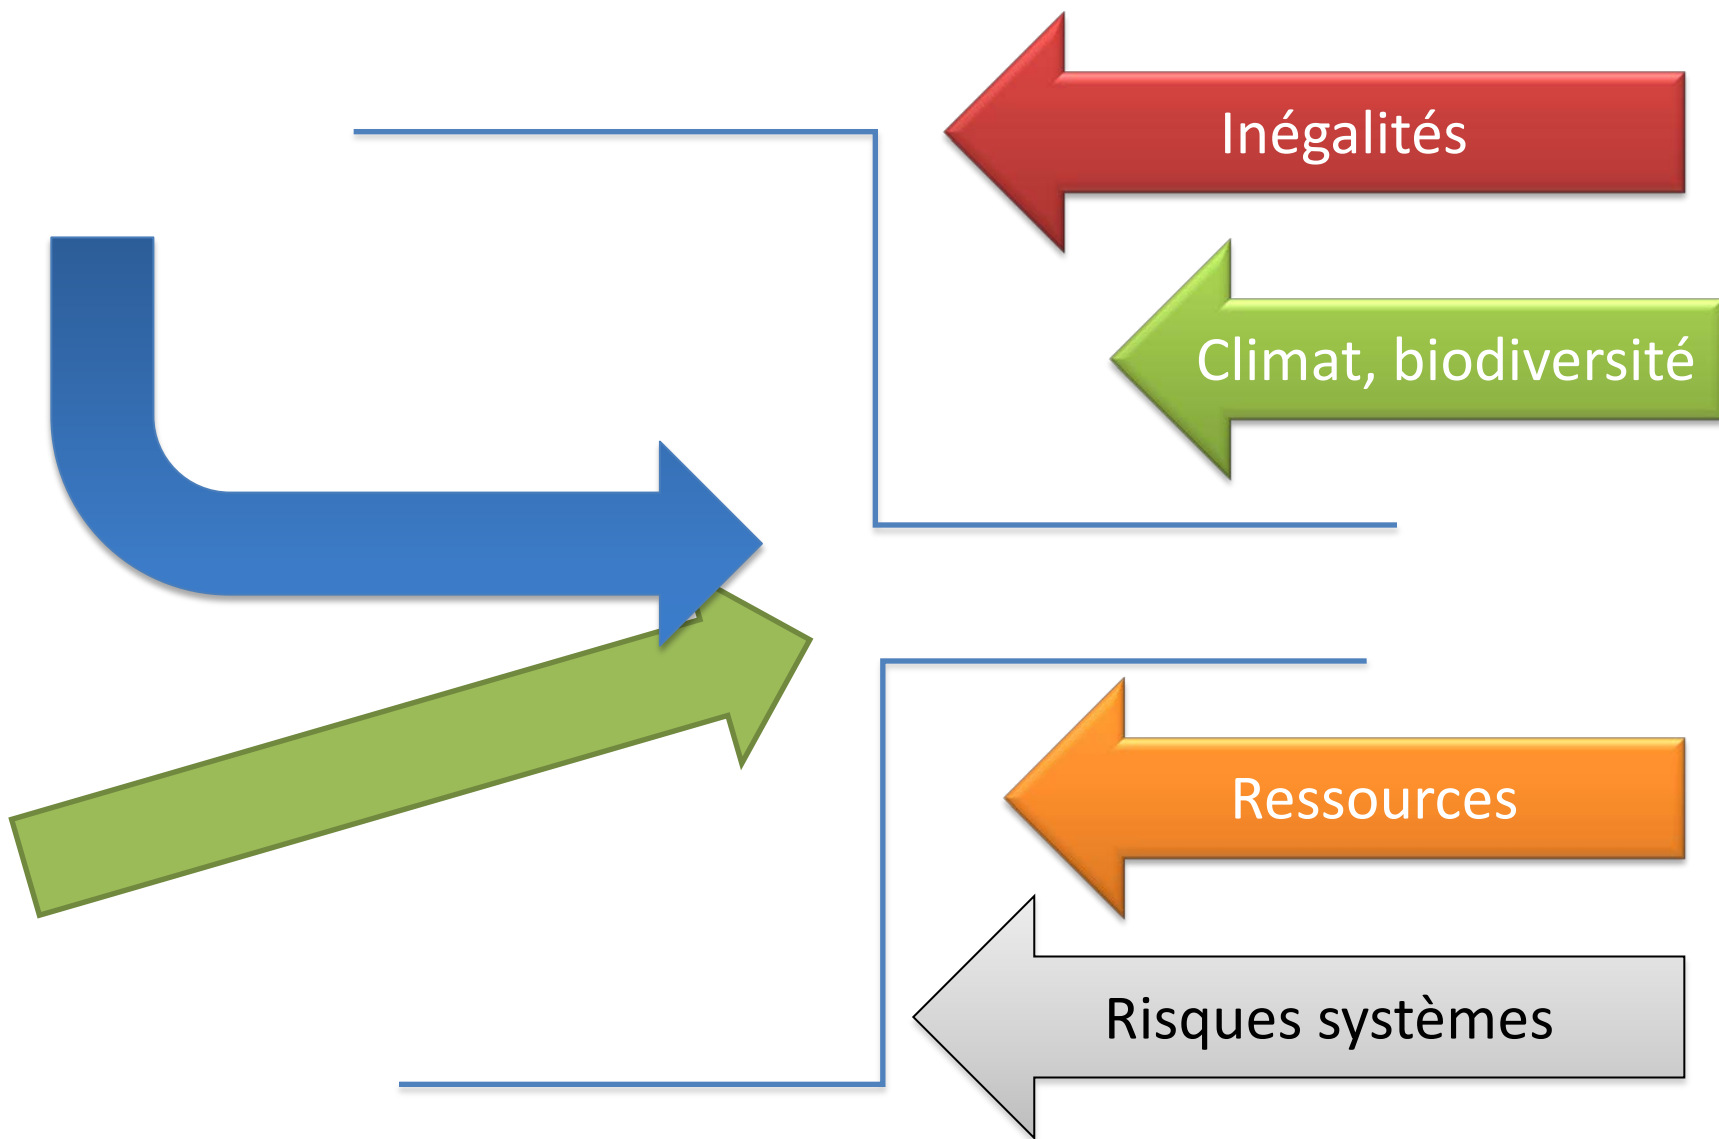 Inégalités
Climat, biodiversité
Ressources
Risques systèmes